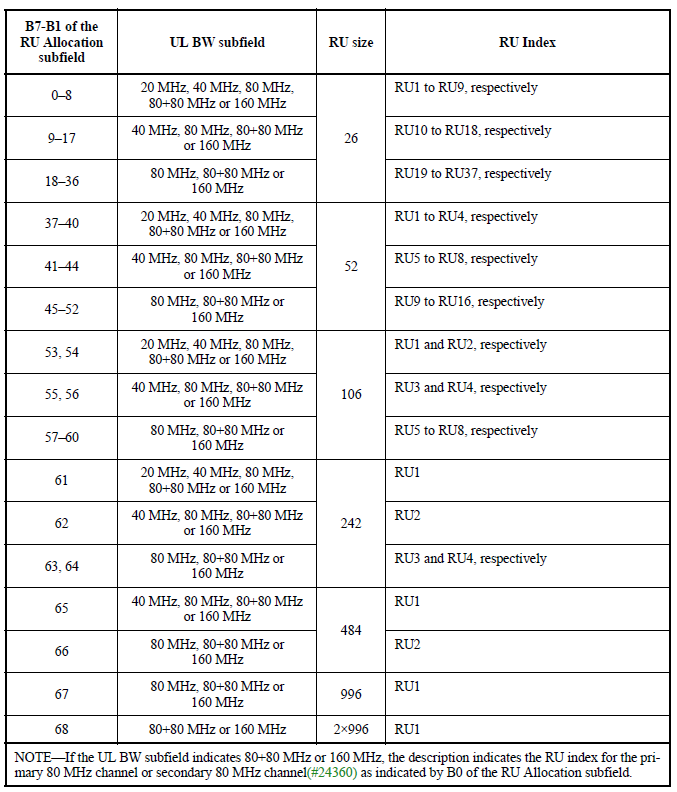 B7-B1 of the
RU Allocation
subfield
UL BW subfield
RU size
RU Index
0–8
20 MHz, 40 MHz, 80 MHz,
80+80 MHz or 160 MHz
26
RU1 to RU9, respectively
9–17
40 MHz, 80 MHz, 80+80 MHz
or 160 MHz
RU10 to RU18, respectively
18–36
80 MHz, 80+80 MHz or
160 MHz
RU19 to RU37, respectively
37–40
20 MHz, 40 MHz, 80 MHz,
80+80 MHz or 160 MHz
52
RU1 to RU4, respectively
41–44
40 MHz, 80 MHz, 80+80 MHz
or 160 MHz
RU5 to RU8, respectively
45–52
80 MHz, 80+80 MHz or
160 MHz
RU9 to RU16, respectively
53, 54
20 MHz, 40 MHz, 80 MHz,
80+80 MHz or 160 MHz
106
RU1 and RU2, respectively
55, 56
40 MHz, 80 MHz, 80+80 MHz
or 160 MHz
RU3 and RU4, respectively
57–60
80 MHz, 80+80 MHz or
160 MHz
RU5 to RU8, respectively
61
20 MHz, 40 MHz, 80 MHz,
80+80 MHz or 160 MHz
242
RU1
62
40 MHz, 80 MHz, 80+80 MHz
or 160 MHz
RU2
63, 64
80 MHz, 80+80 MHz or
160 MHz
RU3 and RU4, respectively
65
40 MHz, 80 MHz, 80+80 MHz
or 160 MHz
484
RU1
66
80 MHz, 80+80 MHz or
160 MHz
RU2
67
80 MHz, 80+80 MHz or
160 MHz
996
RU1
68
80+80 MHz or 160 MHz
2×996
RU1
NOTE—If the UL BW subfield indicates 80+80 MHz or 160 MHz, the description indicates the RU index for the pri-
mary 80 MHz channel or secondary 80 MHz channel(#24360) as indicated by B0 of the RU Allocation subfield.